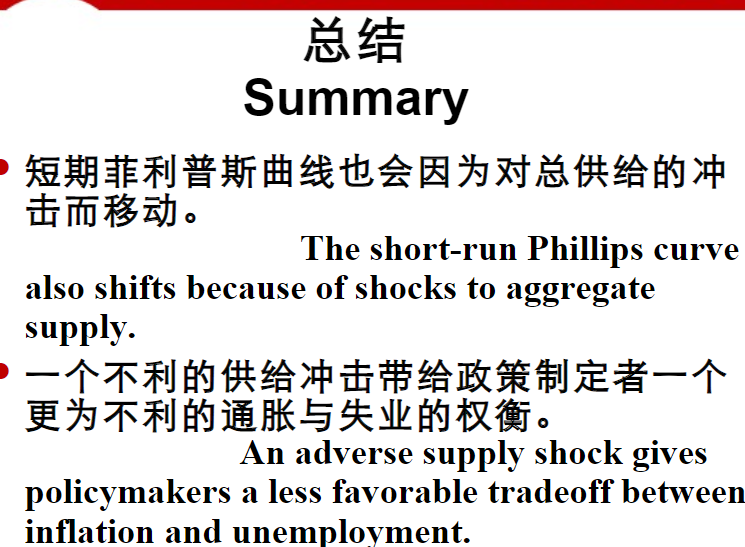 总结
Summary
短期菲利普斯曲线也会因为对总供给的冲
击而移动。
The short-run Phillips curve
also shifts because of shocks to aggregate
supply.
一个不利的供给冲击带给政策制定者一个
更为不利的通胀与失业的权衡。
An adverse supply shock gives
policymakers a less favorable tradeoff between
inflation and unemployment.